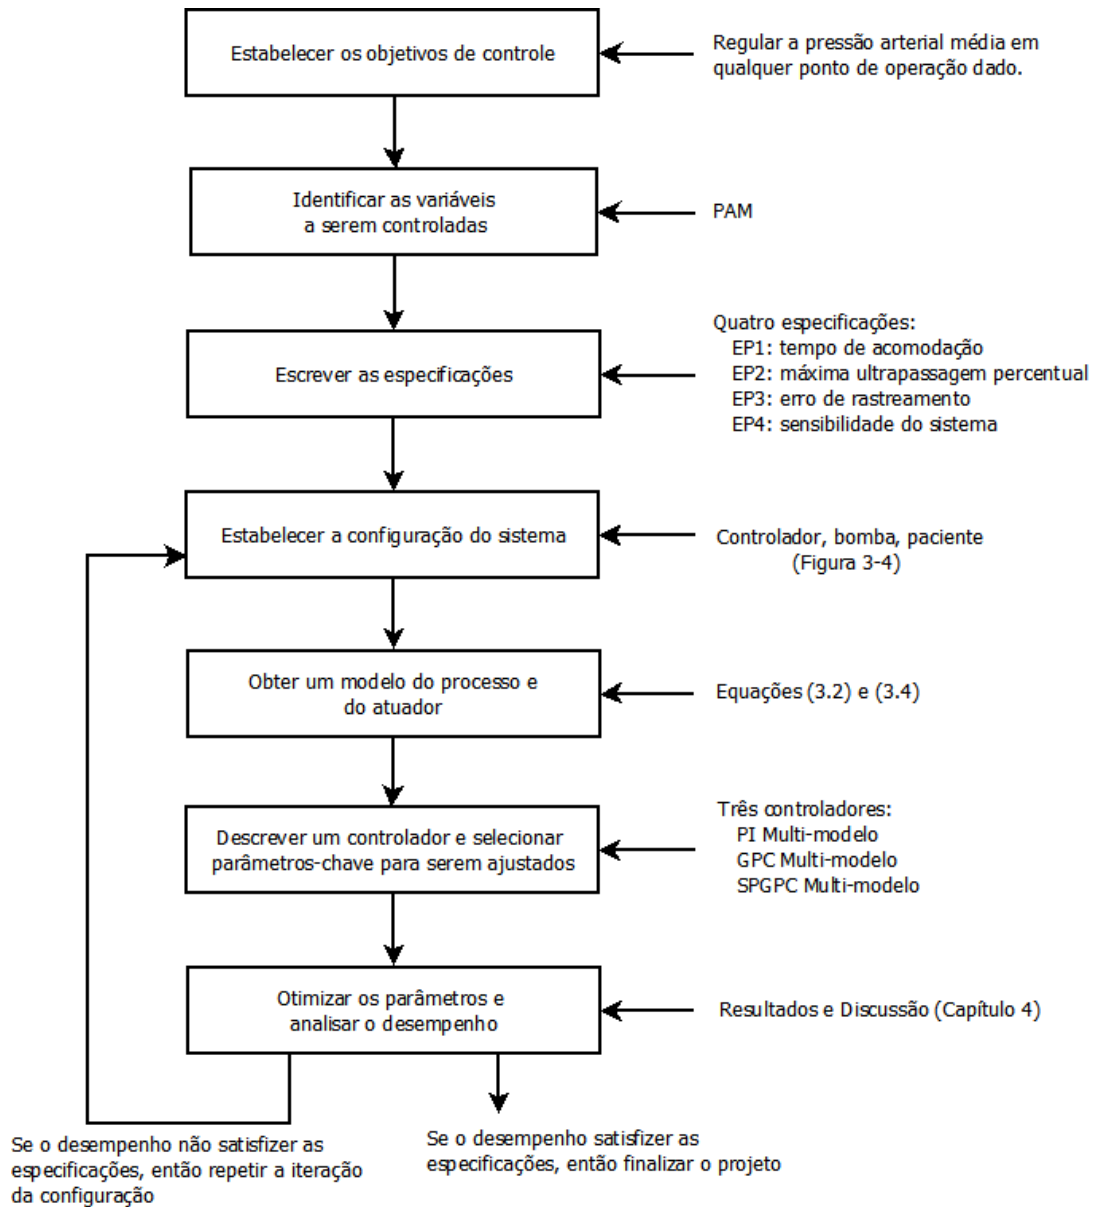 Estabelecer os objetivos de controle
Regular a pressão arterial média em
qualquer ponto de operação dado.
Identificar as variáveis
a serem controladas
PAM
Escrever as especificações
Quatro especificações:
EP1: tempo de acomodação
EP2: máxima ultrapassagem percentual
EP3: erro de rastreamento
EP4: sensibilidade do sistema
Estabelecer a configuração do sistema
Controlador, bomba, paciente
(Figura 3-4)
Obter um modelo do processo e
do atuador
Equações (3.2) e (3.4)
Descrever um controlador e selecionar
parâmetros-chave para serem ajustados
Três controladores:
PI Multi-modelo
GPC Multi-modelo
SPGPC Multi-modelo
Otimizar os parâmetros e
analisar o desempenho
Resultados e Discussão (Capítulo 4)
Se o desempenho não satisfizer as
especificações, então repetir a iteração
da configuração
Se o desempenho satisfizer as
especificações, então finalizar o projeto